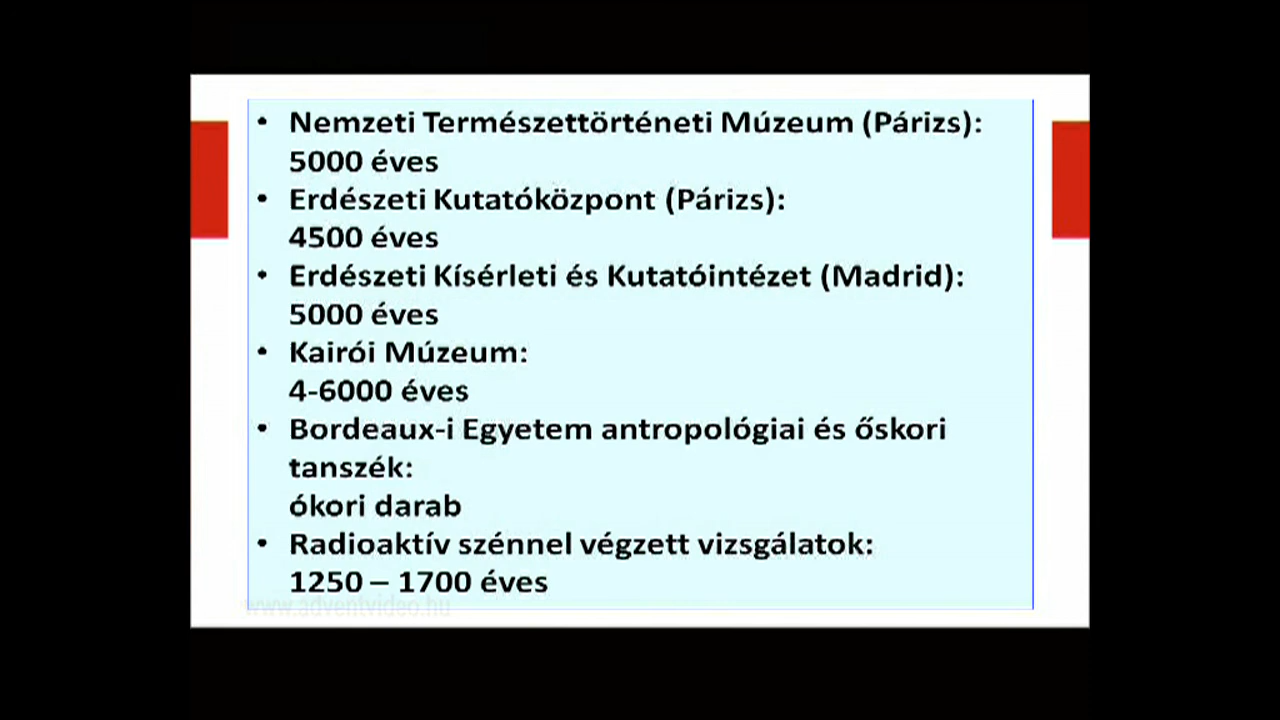 • Nemzeti Természettörténeti Múzeum (Párizs):
5000 éves
• Erdészeti Kutatóközpont (Párizs):
4500 éves
• Erdészeti Kísérleti és Kutatóintézet (Madrid):
5000 éves
• Kairói Múzeum:
4-6000 éves
• Bordeaux-i Egyetem antropológiai és őskori
tanszék:
ókori darab
• Radioaktív szénnel végzett vizsgálatok:
1250 – 1700 éves
www.adventvideo.hu